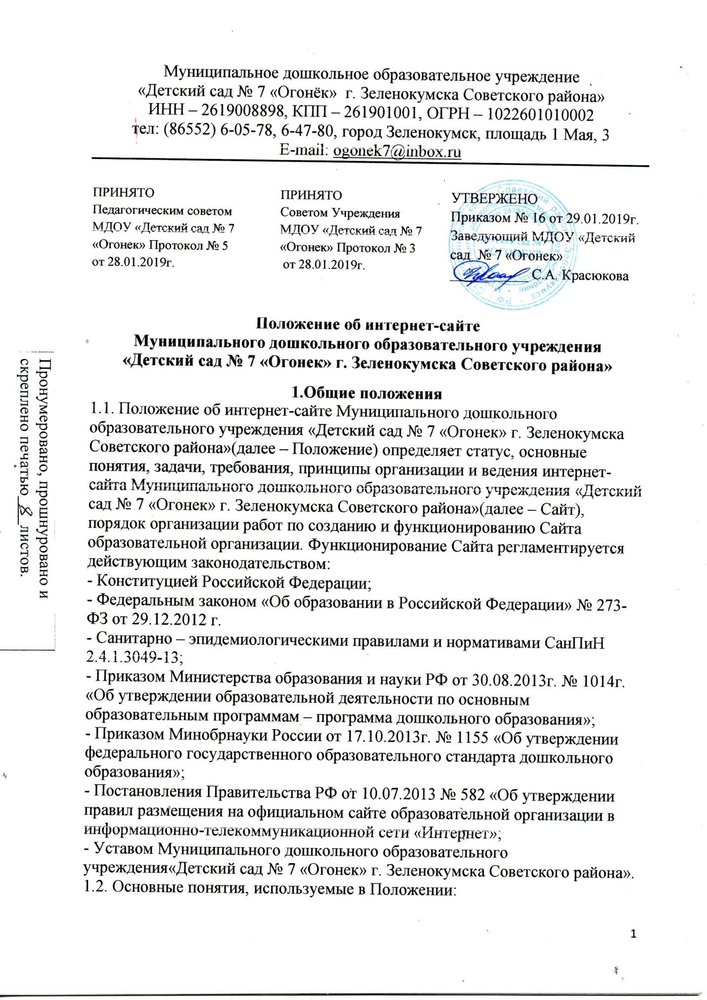 Муниципальное дошкольное образовательное учреждение
«Детский сад № 7 «Огонёк»  г. Зеленокумска Советского района»
ИНН – 2619008898, КПП – 261901001, ОГРН – 1022601010002
тел: (86552) 6-05-78, 6-47-80, город Зеленокумск, площадь 1 Мая, 3
E-mail: ogonek7@inbox.ru
ПРИНЯТО
Педагогическим советом
МДОУ «Детский сад № 7
«Огонек» Протокол № 5
от 28.01.2019г.
ПРИНЯТО
Советом Учреждения
МДОУ «Детский сад № 7
«Огонек» Протокол № 3
от 28.01.2019г.
УТВЕРЖЕНО
Приказом № 16 от 29.01.2019г.
Заведующий МДОУ «Детский
сад  № 7 «Огонек»
____________ С.А. Красюкова
Положение об интернет-сайте
Муниципального дошкольного образовательного учреждения
«Детский сад № 7 «Огонек» г. Зеленокумска Советского района»
1.Общие положения
1.1. Положение об интернет-сайте Муниципального дошкольного
образовательного учреждения «Детский сад № 7 «Огонек» г. Зеленокумска
Советского района»(далее – Положение) определяет статус, основные
понятия, задачи, требования, принципы организации и ведения интернет-
сайта Муниципального дошкольного образовательного учреждения «Детский
сад № 7 «Огонек» г. Зеленокумска Советского района»(далее – Сайт),
порядок организации работ по созданию и функционированию Сайта
образовательной организации. Функционирование Сайта регламентируется
действующим законодательством:
- Конституцией Российской Федерации;
- Федеральным законом «Об образовании в Российской Федерации» № 273-
ФЗ от 29.12.2012 г.
- Санитарно – эпидемиологическими правилами и нормативами СанПиН
2.4.1.3049-13;
- Приказом Министерства образования и науки РФ от 30.08.2013г. № 1014г.
«Об утверждении образовательной деятельности по основным
образовательным программам – программа дошкольного образования»;
- Приказом Минобрнауки России от 17.10.2013г. № 1155 «Об утверждении
федерального государственного образовательного стандарта дошкольного
образования»;
- Постановления Правительства РФ от 10.07.2013 № 582 «Об утверждении
правил размещения на официальном сайте образовательной организации в
информационно-телекоммуникационной сети «Интернет»;
- Уставом Муниципального дошкольного образовательного
учреждения«Детский сад № 7 «Огонек» г. Зеленокумска Советского района».
1.2. Основные понятия, используемые в Положении:
1
Пронумеровано, прошнуровано и
скреплено печатью 8 листов.